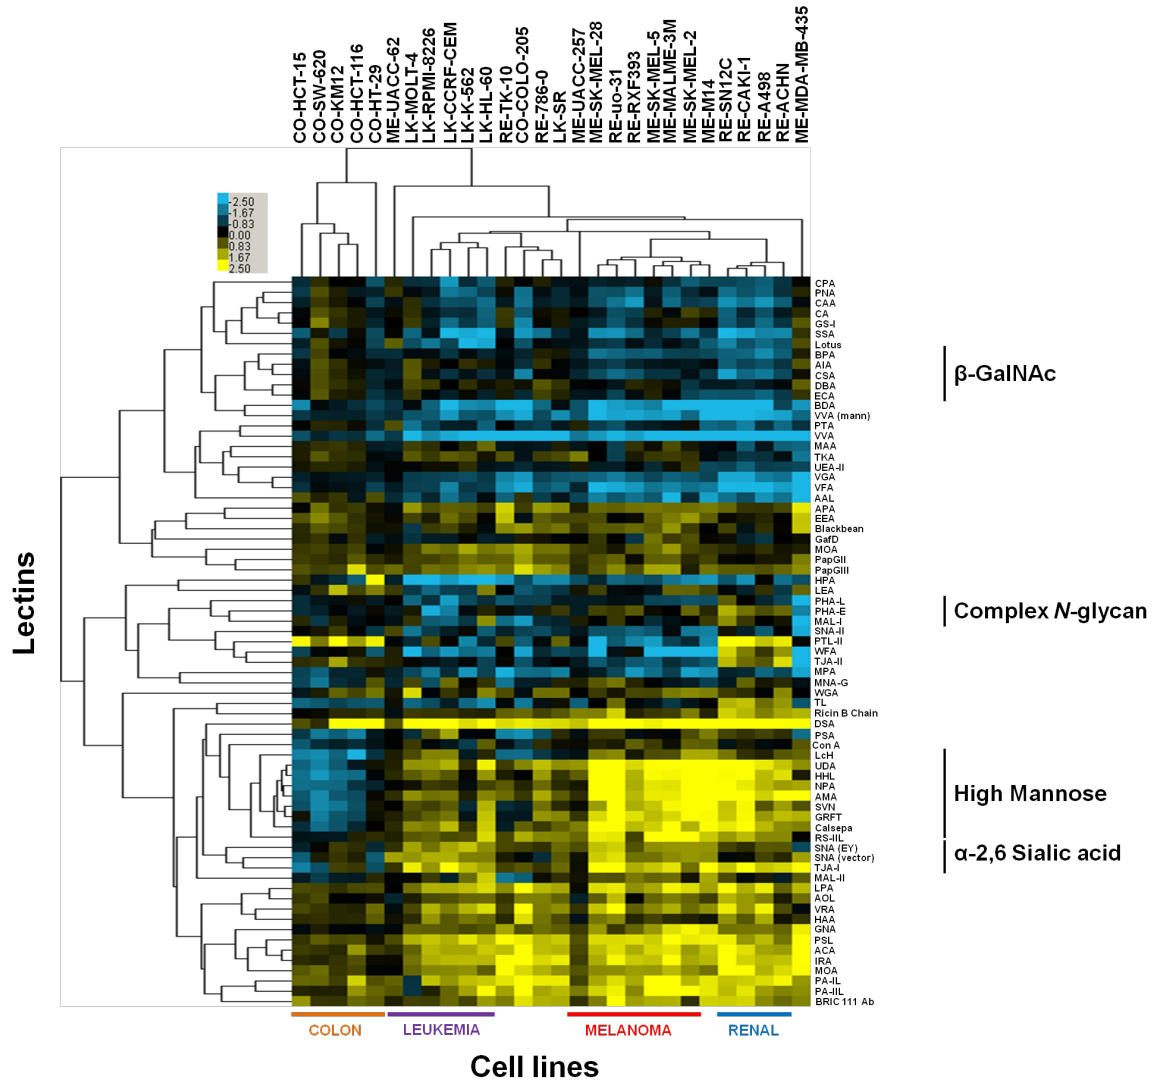 CO-HCT-15
CO-SW-620
CO-KM12
CO-HCT-116
CO-HT-29
ME-UACC-62
LK-MOLT-4
LK-RPMI-8226
LK-CCRF-CEM
LK-K-562
LK-HL-60
RE-TK-10
CO-COLO-205
RE-786-0
LK-SR
ME-UACC-257
ME-SK-MEL-28
RE-uo-31
RE-RXF393
ME-SK-MEL-5
ME-MALME-3M
ME-SK-MEL-2
ME-M14
RE-SN12C
RE-CAKI-1
RE-A498
RE-ACHN
ME-MDA-MB-435
-2.50
-1.67
-0.83
0.00
0.83
1.67
2.50
CPA
PNA
CAA
CA
GS-I
SSA
Lotus
BPA
AIA
CSA
DBA
ECA
BDA
VVA (mann)
PTA
VVA
MAA
TKA
UEA-II
VGA
VFA
AAL
APA
EEA
Blackbean
GafD
MOA
PapGII
PapGIII
HPA
LEA
PHA-L
PHA-E
MAL-I
SNA-II
PTL-II
WFA
TJA-II
MPA
MNA-G
WGA
TL
Ricin B Chain
DSA
PSA
Con A
LcH
UDA
HHL
NPA
AMA
SVN
GRFT
Calsepa
RS-IIL
SNA (EY)
SNA (vector)
TJA-I
MAL-II
LPA
AOL
VRA
HAA
GNA
PSL
ACA
IRA
MOA
PA-IL
PA-IIL
BRIC 111 Ab
β-GalNAc
Complex N-glycan
High Mannose
α-2,6 Sialic acid
Lectins
COLON
LEUKEMIA
MELANOMA
RENAL
Cell lines